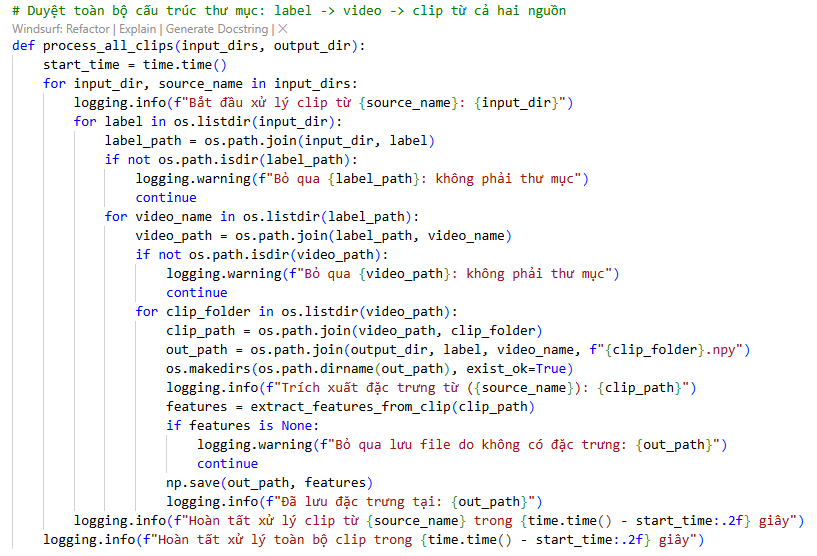 # Duyệt toàn bộ cấu trúc thư mục: label -> video -> clip từ cả hai nguồn
Windsurf: Refactor | Explain | Generate Docstring | X
def process_all_clips(input_dirs, output_dir):
    start_time = time.time()
    for input_dir, source_name in input_dirs:
        logging.info(f"Bắt đầu xử lý clip từ {source_name}: {input_dir}")
        for label in os.listdir(input_dir):
            label_path = os.path.join(input_dir, label)
            if not os.path.isdir(label_path):
                logging.warning(f"Bỏ qua {label_path}: không phải thư mục")
                continue
            for video_name in os.listdir(label_path):
                video_path = os.path.join(label_path, video_name)
                if not os.path.isdir(video_path):
                    logging.warning(f"Bỏ qua {video_path}: không phải thư mục")
                    continue
                for clip_folder in os.listdir(video_path):
                    clip_path = os.path.join(video_path, clip_folder)
                    out_path = os.path.join(output_dir, label, video_name, f"{clip_folder}.npy")
                    os.makedirs(os.path.dirname(out_path), exist_ok=True)
                    logging.info(f"Trích xuất đặc trưng từ ({source_name}): {clip_path}")
                    features = extract_features_from_clip(clip_path)
                    if features is None:
                        logging.warning(f"Bỏ qua lưu file do không có đặc trưng: {out_path}")
                        continue
                    np.save(out_path, features)
                    logging.info(f"Đã lưu đặc trưng tại: {out_path}")
        logging.info(f"Hoàn tất xử lý clip từ {source_name} trong {time.time() - start_time:.2f} giây")
    logging.info(f"Hoàn tất xử lý toàn bộ clip trong {time.time() - start_time:.2f} giây")